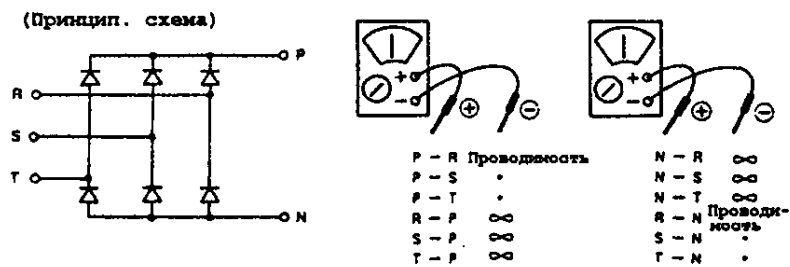 (Принцип. схема)
P
R
S
T
N
+
−
⊕
⊖
+
−
⊕
⊖
P − R Проводимость
P − S "
P − T "
R − P ∞
S − P ∞
T − P ∞
N − R ∞
N − S ∞
N − T ∞
R − N Проводи-
мость
S − N "
T − N "